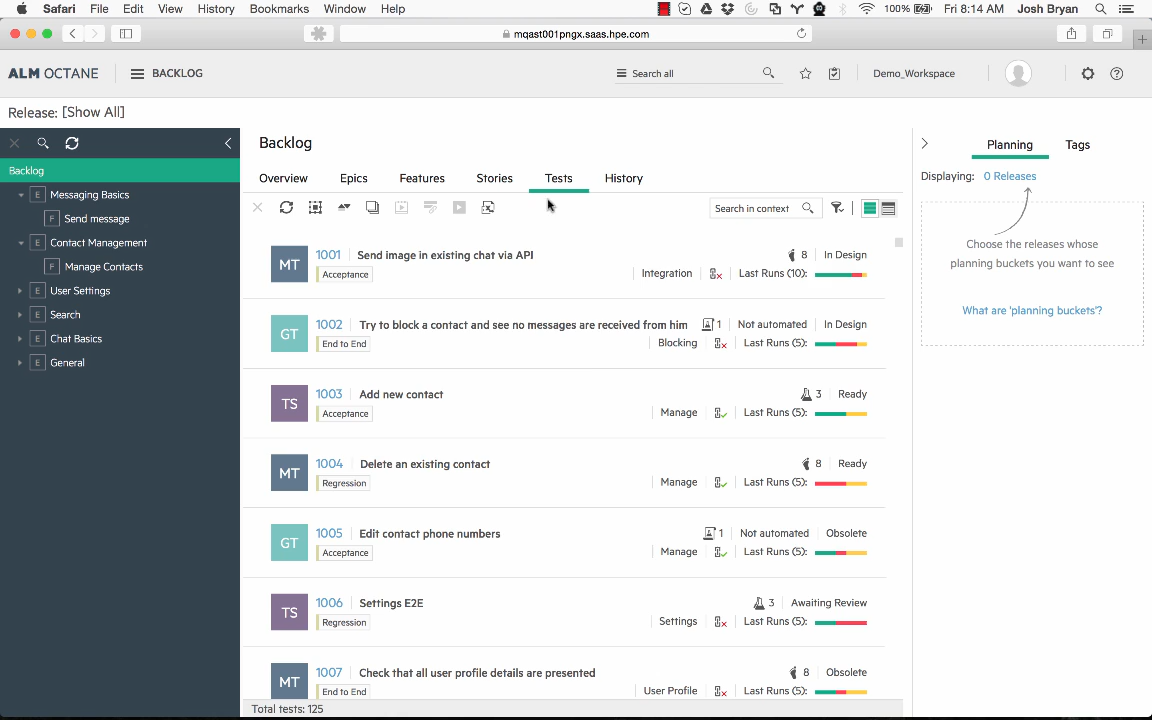 Safari File Edit View History Bookmarks Window Help 100% Fri 8:14 AM Josh Bryan
mqast001pngx.saas.hpe.com
ALM OCTANE BACKLOG Search all Demo_Workspace
Release: [Show All]
Backlog
Messaging Basics
Send message
Contact Management
Manage Contacts
User Settings
Search
Chat Basics
General
E
F
E
F
E
E
E
E
Backlog
Overview Epics Features Stories Tests History
Search in context
MT 1001 Send image in existing chat via API 8 In Design
Acceptance Integration Last Runs (10):
GT 1002 Try to block a contact and see no messages are received from him 1 Not automated In Design
End to End Blocking Last Runs (5):
TS 1003 Add new contact 3 Ready
Acceptance Manage Last Runs (5):
MT 1004 Delete an existing contact 8 Ready
Regression Manage Last Runs (5):
GT 1005 Edit contact phone numbers 1 Not automated Obsolete
Acceptance Manage Last Runs (5):
TS 1006 Settings E2E 3 Awaiting Review
Regression Settings Last Runs (5):
MT 1007 Check that all user profile details are presented 8 Obsolete
End to End User Profile Last Runs (5):
Total tests: 125
Planning Tags
Displaying: 0 Releases
Choose the releases whose
planning buckets you want to see
What are 'planning buckets'?